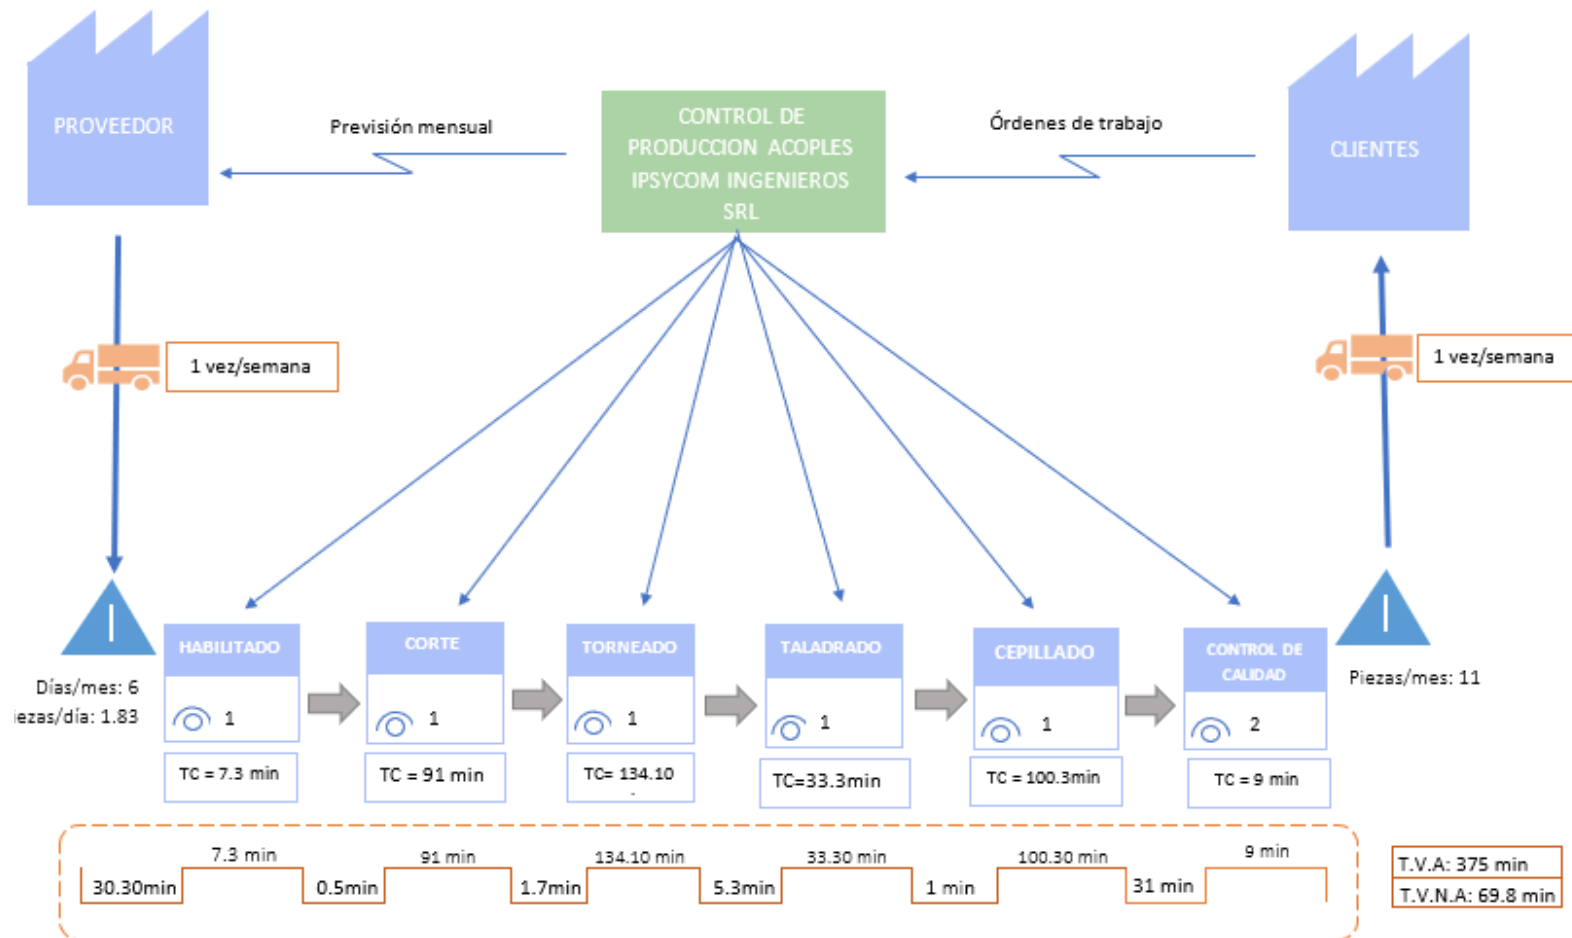 PROVEEDOR
Previsión mensual
CONTROL DE
PRODUCCION ACOPLES
IPSYCOM INGENIEROS
SRL
Órdenes de trabajo
CLIENTES
1 vez/semana
1 vez/semana
I
I
Días/mes: 6
iezas/día: 1.83
Piezas/mes: 11
HABILITADO
1
TC = 7.3 min
CORTE
1
TC = 91 min
TORNEADO
1
TC= 134.10
TALADRADO
1
TC=33.3min
CEPILLADO
1
TC = 100.3min
CONTROL DE
CALIDAD
2
TC = 9 min
30.30min
7.3 min
0.5min
91 min
1.7min
134.10 min
5.3min
33.30 min
1 min
100.30 min
31 min
9 min
T.V.A: 375 min
T.V.N.A: 69.8 min